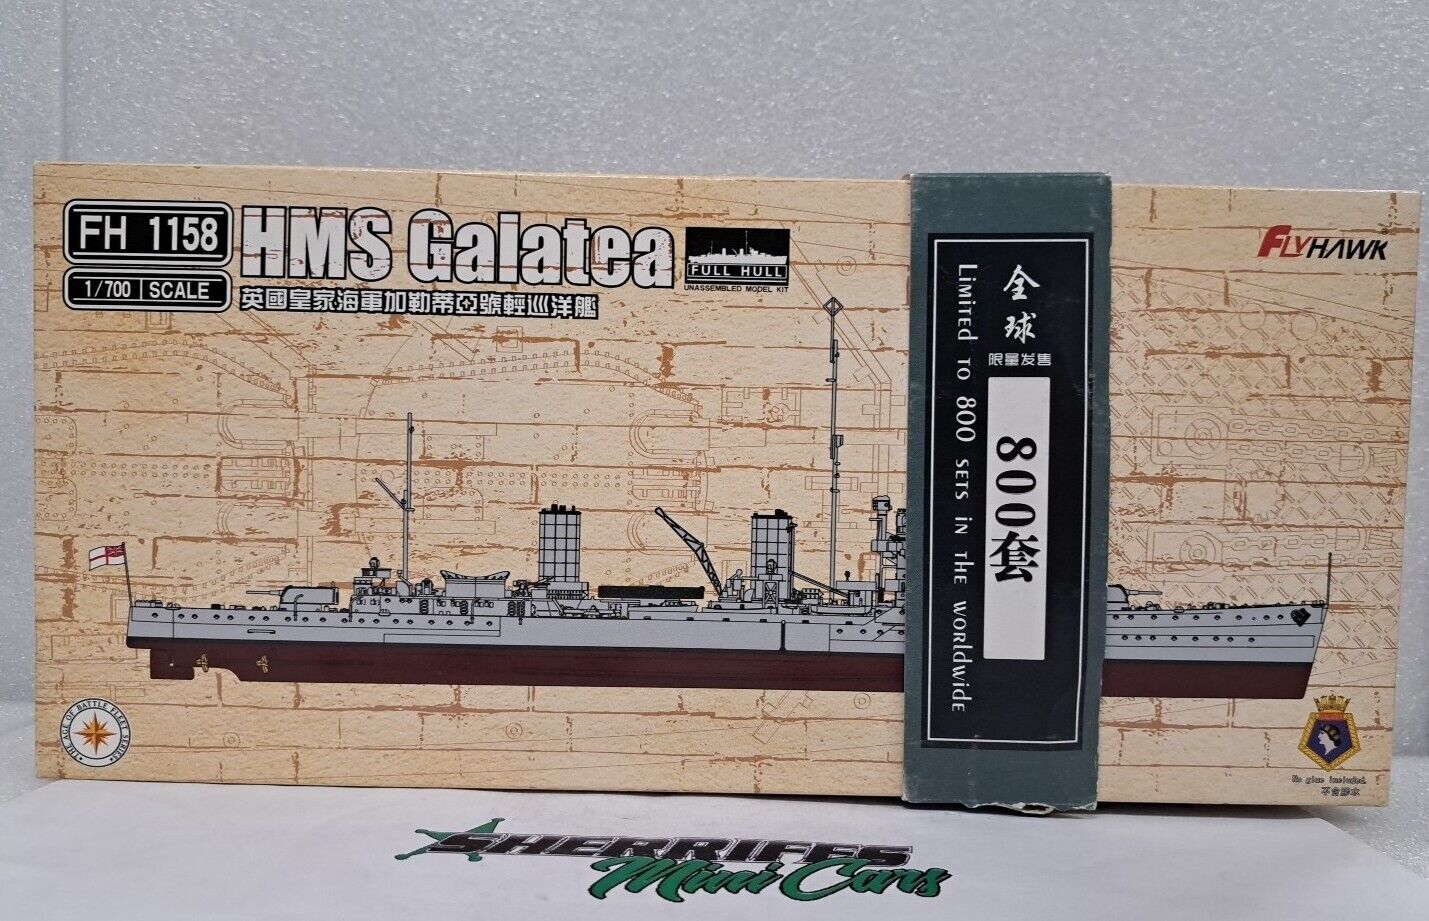 FH 1158
1/700 SCALE
HMS Galatea
英國皇家海軍加勒蒂亞號輕巡洋艦
FULL HULL
UNASSEMBLED MODEL KIT
全球
限量发售
800套
LIMITED TO 800 SETS IN THE WORLDWIDE
FLYHAWK
THE AGE OF BATTLE FLEET SERIES
No glue included.
不含膠水
SHERRIFFS
Mini Cars